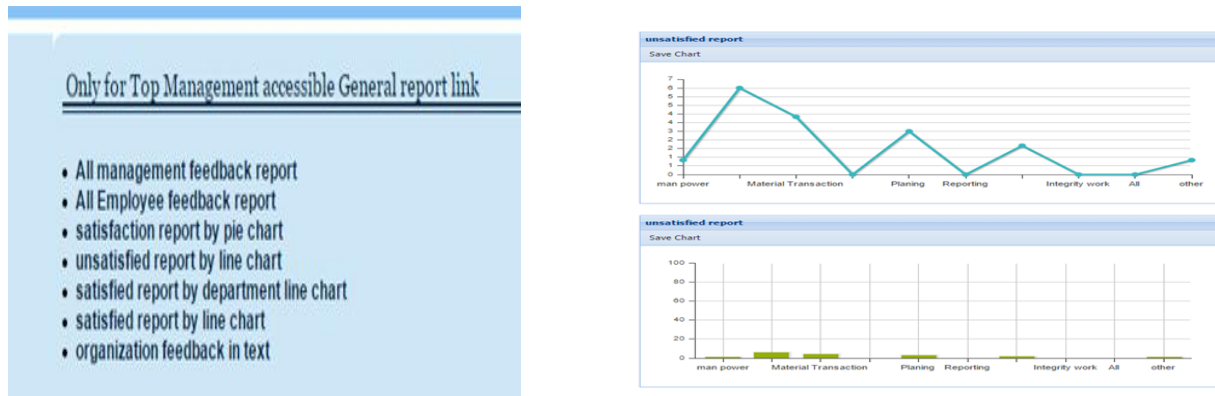 Only for Top Management accessible General report link
• All management feedback report
• All Employee feedback report
• satisfaction report by pie chart
• unsatisfied report by line chart
• satisfied report by department line chart
• satisfied report by line chart
• organization feedback in text
unsatisfied report
Save Chart
7
6
5
4
4
3
2
1
1
0
man power Material Transaction Planing Reporting Integrity work All other
unsatisfied report
Save Chart
100
80
60
40
20
0
man power Material Transaction Planing Reporting Integrity work All other